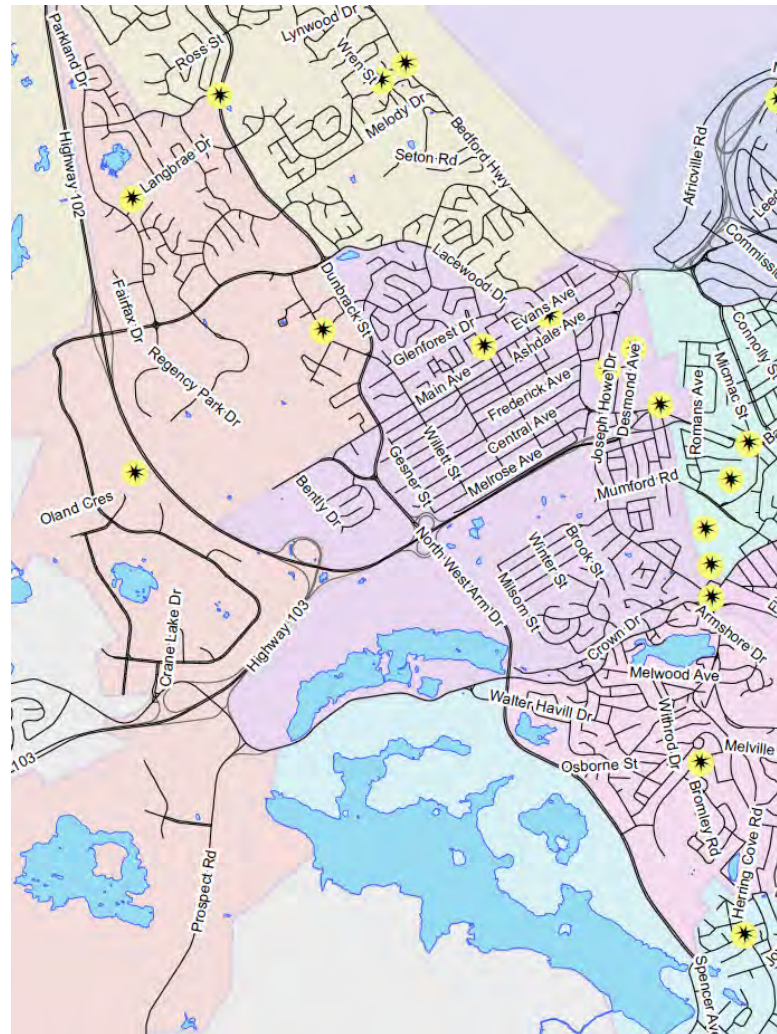 Parkland Dr
Ross St
Lynwood Dr
Wren St
Melody Dr
Bedford Hwy
Seton Rd
Africville Rd
Highway 102
Langbrae Dr
Lacewood Dr
Dunbrack St
Evans Ave
Glenforest Dr
Ashdale Ave
Main Ave
Fairfax Dr
Regency Park Dr
Connolly St
Micmac St
Romans Ave
Joseph Howe Dr
Desmond Ave
Frederick Ave
Central Ave
Willett St
Gesner St
Melrose Ave
Mumford Rd
Oland Cres
Bently Dr
North West Arm Dr
Brook St
Winter St
Milsom St
Crown Dr
Armshore Dr
Highway 103
Crane Lake Dr
Melwood Ave
Walter Havill Dr
Withrod Dr
Osborne St
Melville
103
Bromley Rd
Herring Cove Rd
Prospect Rd
Spencer Ave